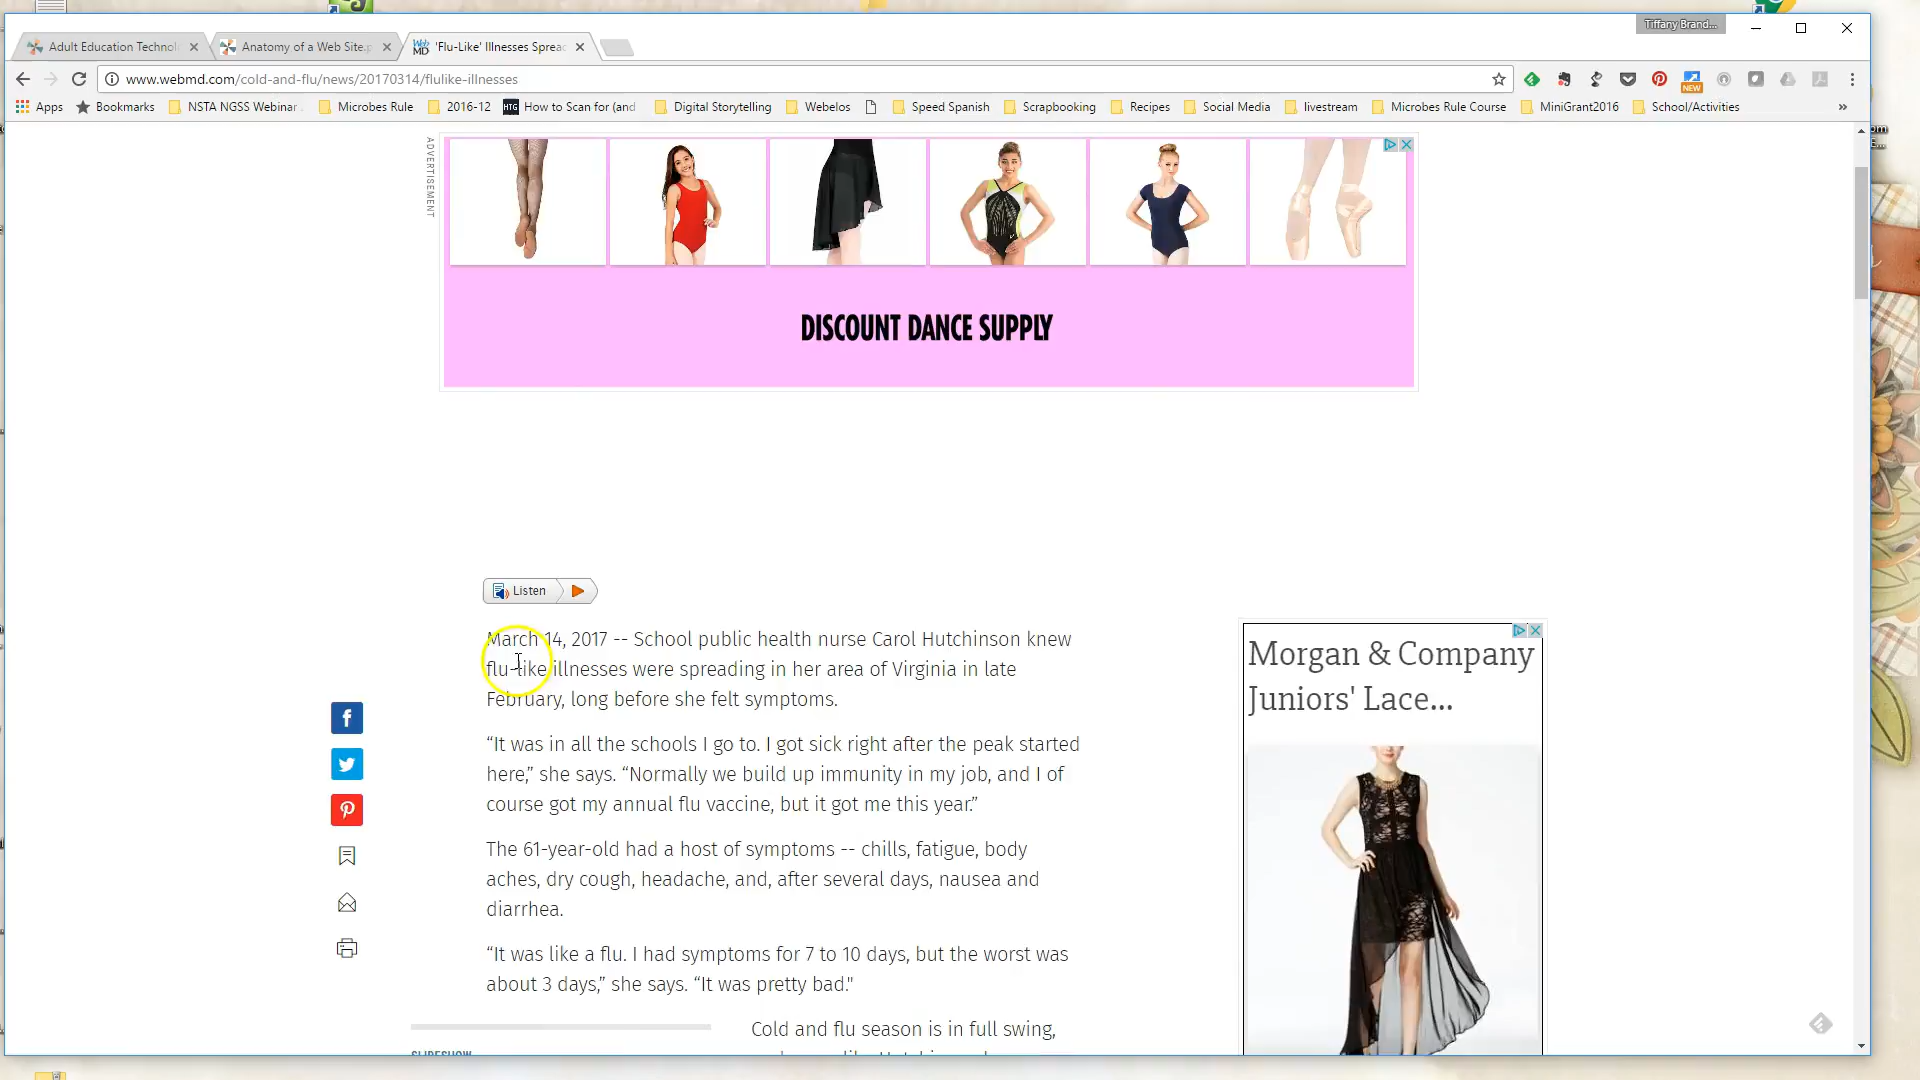 Tiffany Brand...
Adult Education Technol
Anatomy of a Web Site.p
'Flu-Like' Illnesses Sprea
www.webmd.com/cold-and-flu/news/20170314/flulike-illnesses
NEW
Apps
Bookmarks
NSTA NGSS Webinar
Microbes Rule
2016-12
HTG
How to Scan for (and
Digital Storytelling
Webelos
Speed Spanish
Scrapbooking
Recipes
Social Media
livestream
Microbes Rule Course
MiniGrant2016
School/Activities
»
ADVERTISEMENT
DISCOUNT DANCE SUPPLY
Listen
March 14, 2017 -- School public health nurse Carol Hutchinson knew
flu-like illnesses were spreading in her area of Virginia in late
February, long before she felt symptoms.
“It was in all the schools I go to. I got sick right after the peak started
here,” she says. “Normally we build up immunity in my job, and I of
course got my annual flu vaccine, but it got me this year.”
The 61-year-old had a host of symptoms -- chills, fatigue, body
aches, dry cough, headache, and, after several days, nausea and
diarrhea.
“It was like a flu. I had symptoms for 7 to 10 days, but the worst was
about 3 days,” she says. “It was pretty bad."
Cold and flu season is in full swing,
SLIDESHOW
Morgan & Company
Juniors' Lace...